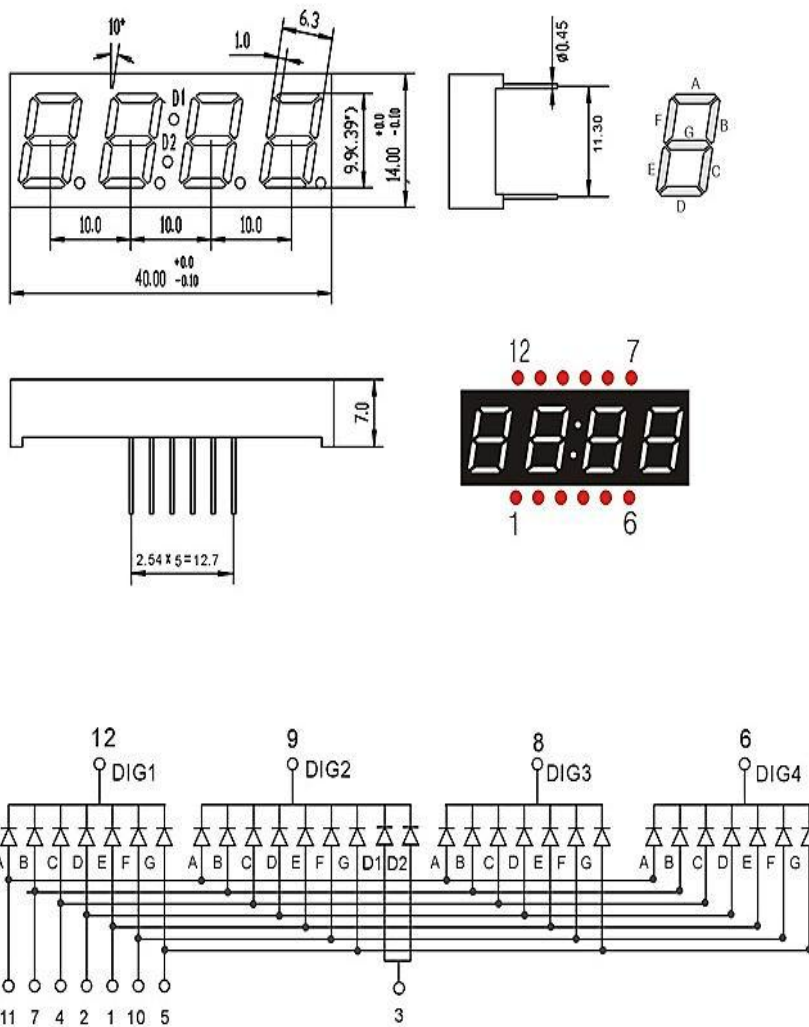 10°
6.3
1.0
D1
D2
9.9(.39")
+0.0
14.00 -0.10
10.0 10.0 10.0
+0.0
40.00 -0.10
ø0.45
11.30
A
F B
G
E C
D
7.0
2.54 x 5 = 12.7
12 7
1 6
12 9 8 6
DIG1 DIG2 DIG3 DIG4
A B C D E F G A B C D E F G D1 D2 A B C D E F G A B C D E F G
11 7 4 2 1 10 5 3